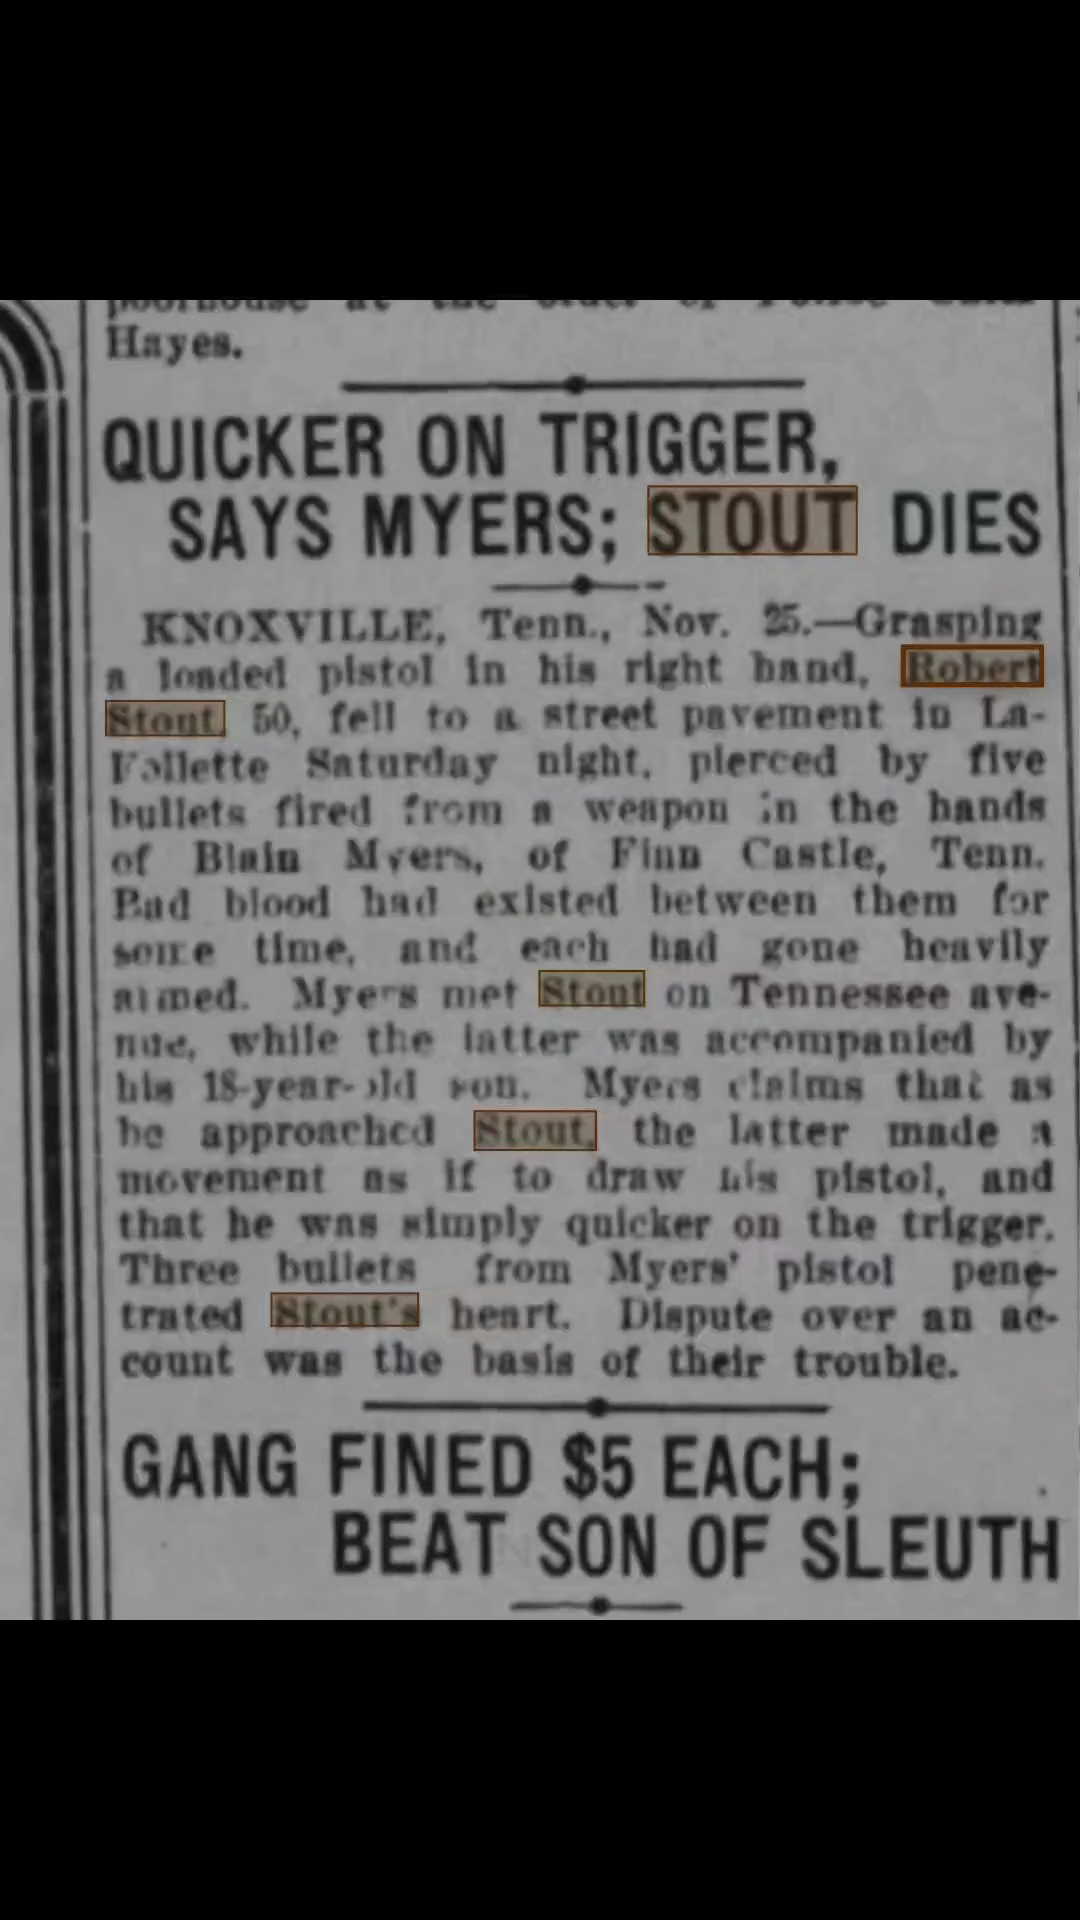 Hayes.
QUICKER ON TRIGGER,
SAYS MYERS; STOUT DIES
KNOXVILLE, Tenn., Nov. 25.—Grasping
a loaded pistol in his right hand, Robert
Stout, 50, fell to a street pavement in La-
Follette Saturday night, pierced by five
bullets fired from a weapon in the hands
of Blain Myers, of Finn Castle, Tenn.
Bad blood had existed between them for
some time, and each had gone heavily
armed. Myers met Stout on Tennessee ave-
nue, while the latter was accompanied by
his 18-year-old son. Myers claims that as
he approached Stout, the latter made a
movement as if to draw his pistol, and
that he was simply quicker on the trigger.
Three bullets from Myers' pistol pene-
trated Stout's heart. Dispute over an ac-
count was the basis of their trouble.
GANG FINED $5 EACH;
BEAT SON OF SLEUTH